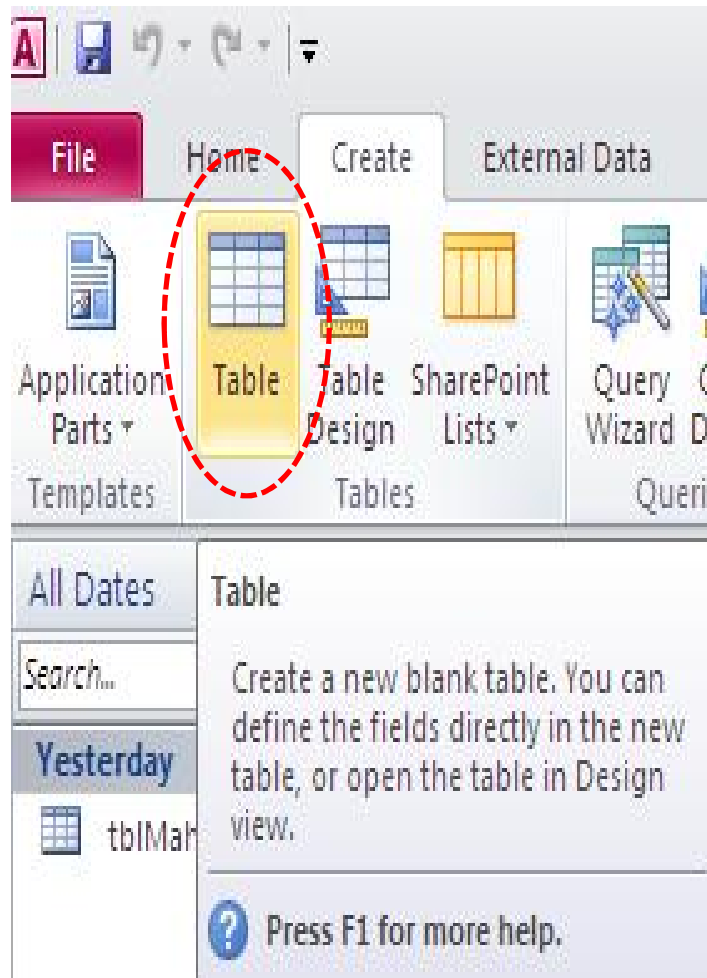 A
File Home Create External Data
Application Parts
Table
Table Design
SharePoint Lists
Query Wizard
Templates
Tables
All Dates
Search...
Yesterday
Table
Create a new blank table. You can
define the fields directly in the new
table, or open the table in Design
view.
Press F1 for more help.